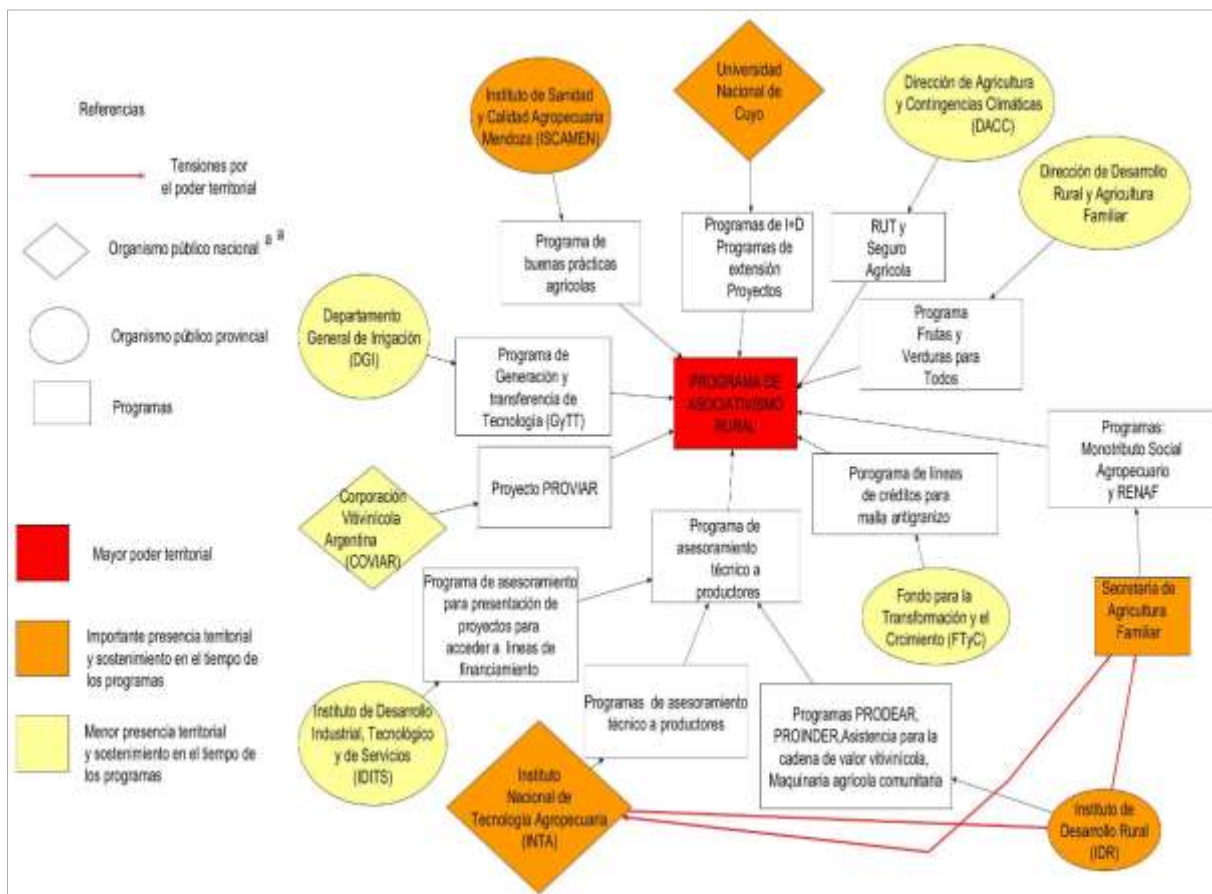 Referencias
Tensiones por
el poder territorial
Organismo público nacional a a
Organismo público provincial
Programas
Mayor poder territorial
Importante presencia territorial
y sostenimiento en el tiempo de
los programas
Menor presencia territorial
y sostenimiento en el tiempo de
los programas
Instituto de Sanidad
y Calidad Agropecuaria
Mendoza (ISCAMEN)
Universidad
Nacional de
Cuyo
Dirección de Agricultura
y Contingencias Climáticas
(DACC)
Dirección de Desarrollo
Rural y Agricultura
Familiar
Programa de
buenas prácticas
agrícolas
Programas de I+D
Programas de
extensión
Proyectos
RUT y
Seguro
Agrícola
Programa
Frutas y
Verduras para
Todos
Departamento
General de Irrigación
(DGI)
Programa de
Generación y
transferencia de
Tecnología (GyTT)
PROGRAMA DE
ASOCIATIVISMO
RURAL
Programas:
Monotributo Social
Agropecuario
y RENAF
Corporación
Vitivinícola
Argentina
(COVIAR)
Proyecto PROVIAR
Porograma de líneas
de créditos para
malla antigranizo
Programa de
asesoramiento
técnico a
productores
Programa de asesoramiento
para presentación de
proyectos para
acceder a lineas de
financiamiento
Fondo para la
Transformación y el
Crcimiento (FTyC)
Secretaria de
Agricultura
Familiar
Instituto de Desarrollo
Industrial, Tecnológico
y de Servicios
(IDITS)
Programas de asesoramiento
técnico a productores
Programas PRODEAR,
PROINDER,Asistencia para la
cadena de valor vitivinícola,
Maquinaria agrícola comunitaria
Instituto
Nacional de
Tecnología Agropecuaria
(INTA)
Instituto de
Desarrollo Rural
(IDR)